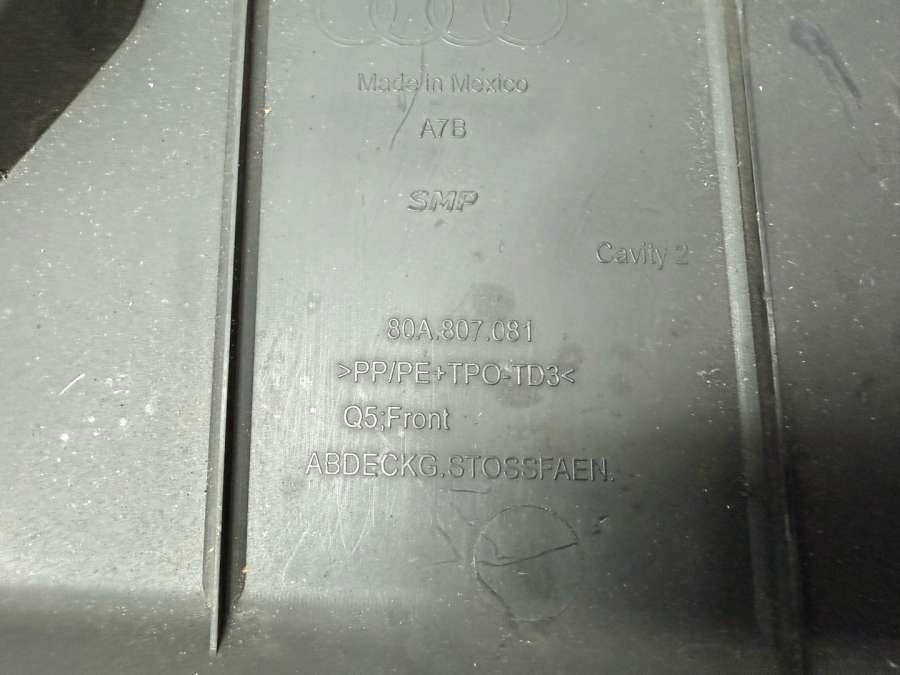 Made in Mexico
A7B
SMP
Cavity 2
80A.807.081
>PP/PE+TPO-TD3<
Q5;Front
ABDECKG.STOSSFAEN.